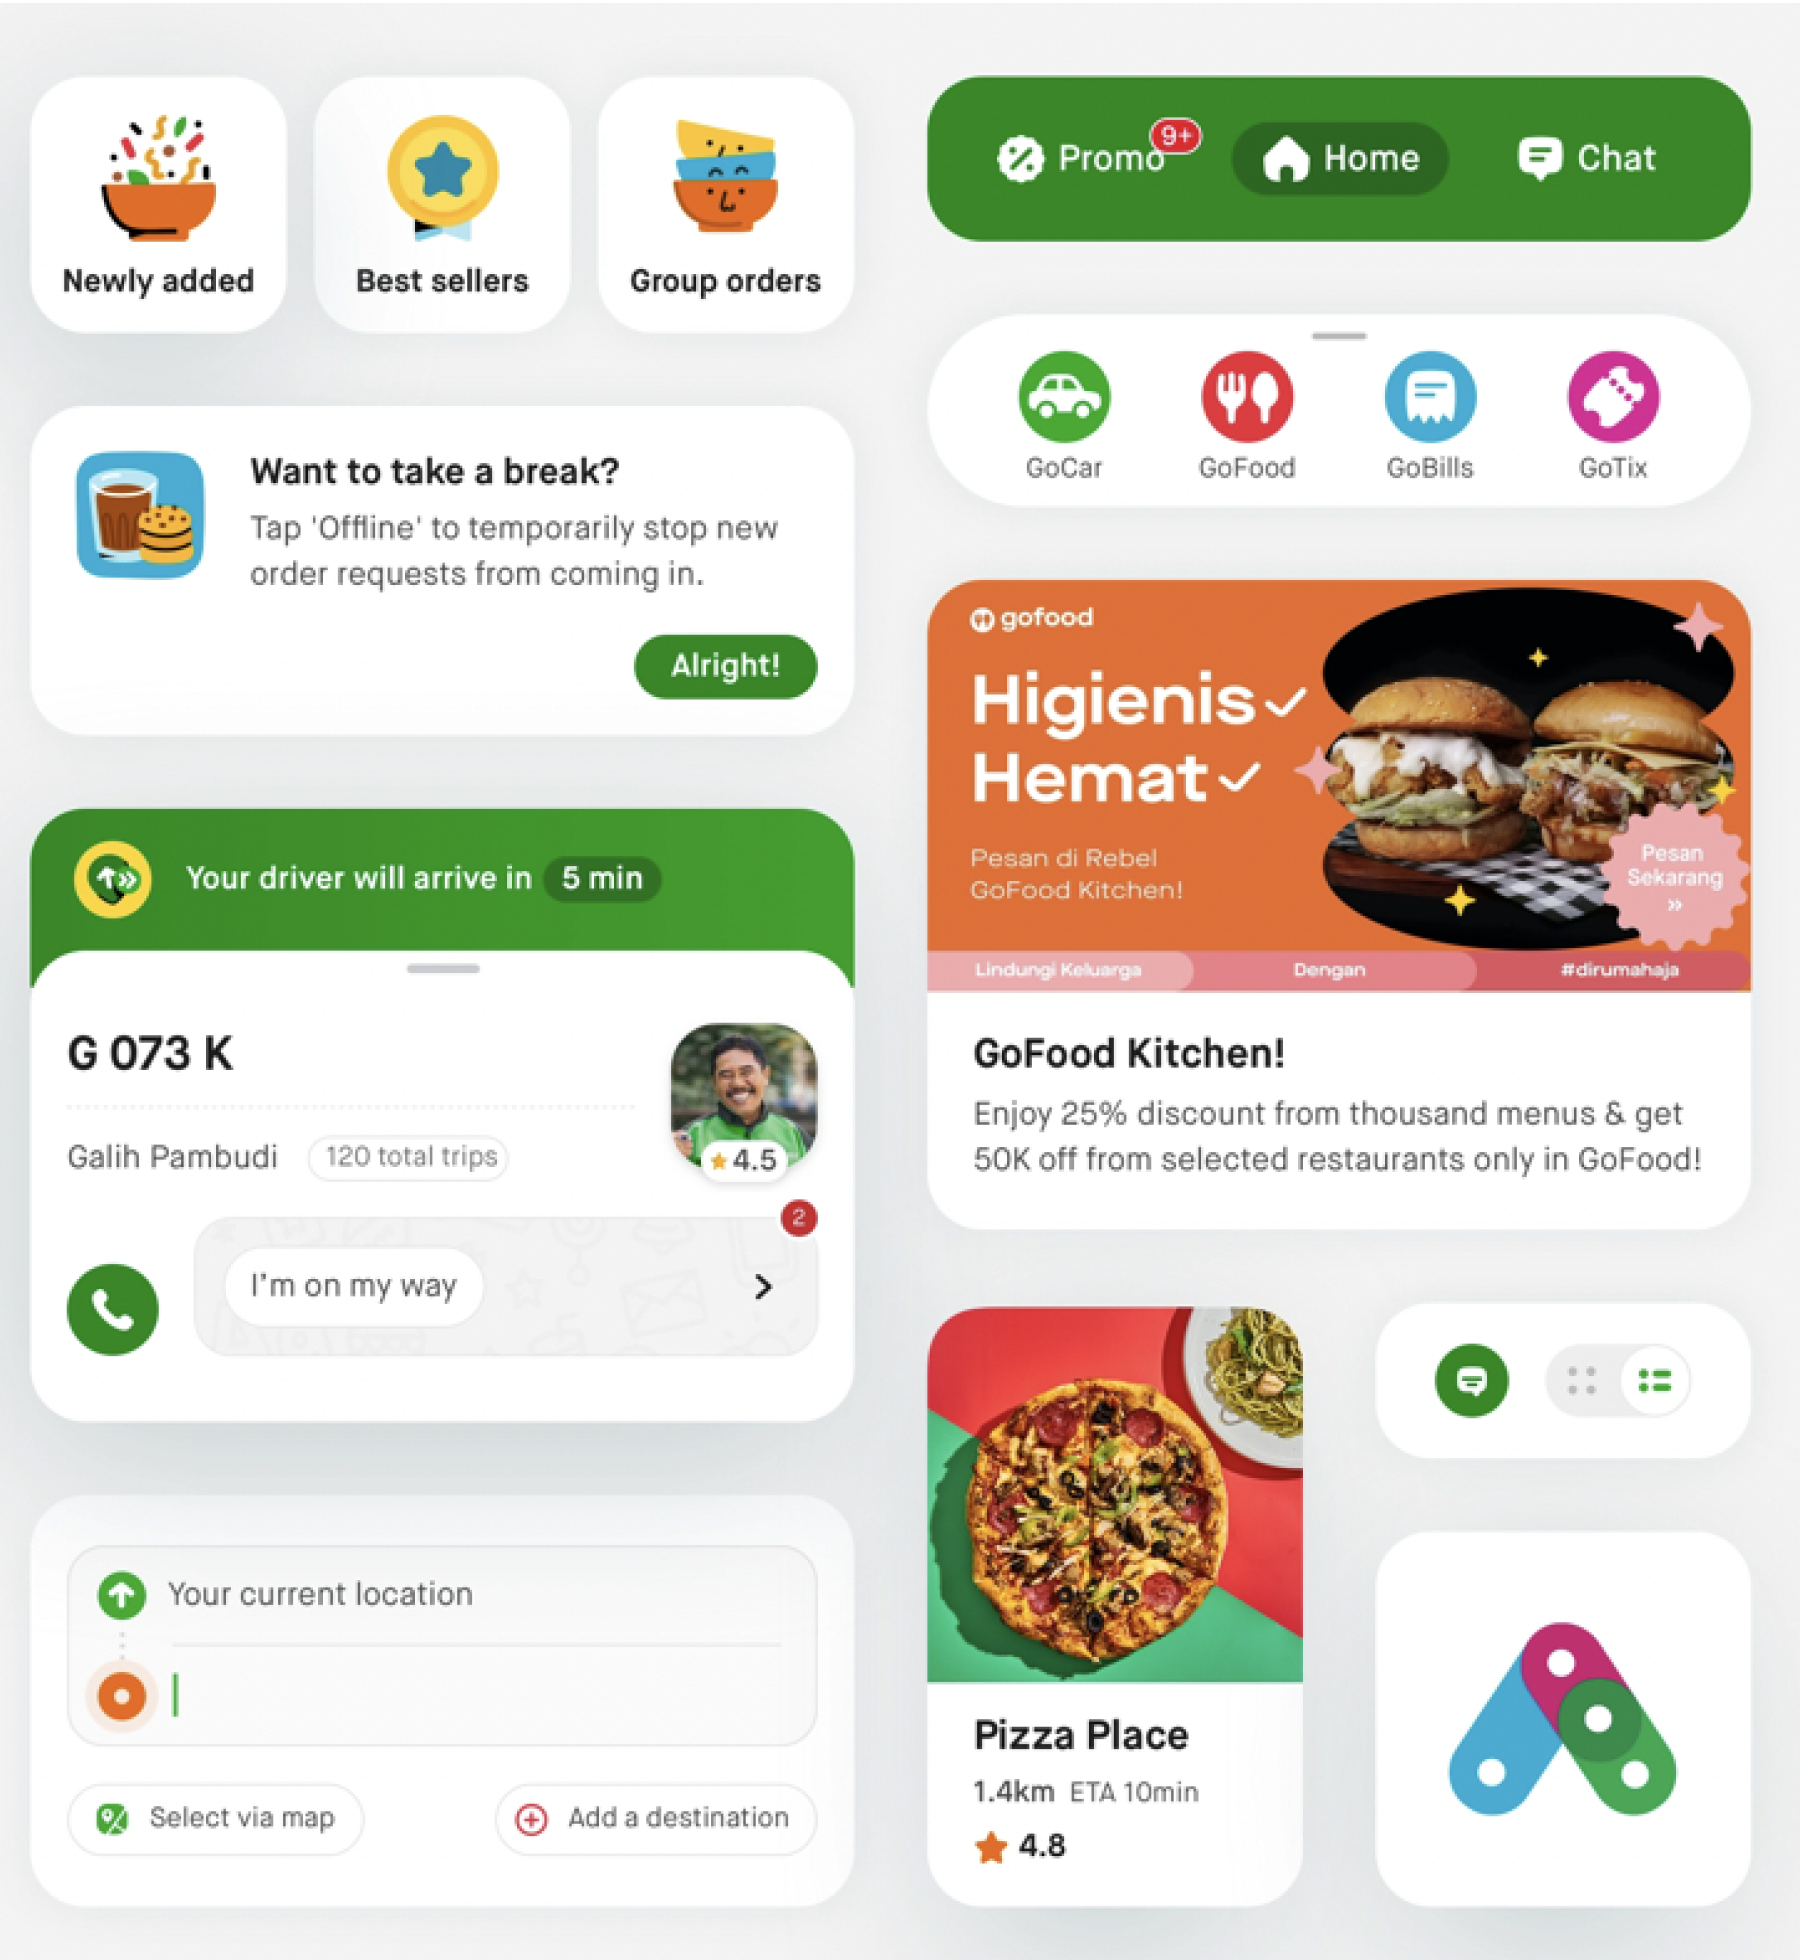 Newly added
Best sellers
Group orders
Want to take a break?
Tap 'Offline' to temporarily stop new
order requests from coming in.
Alright!
Your driver will arrive in 5 min
G 073 K
Galih Pambudi 120 total trips
4.5
2
I'm on my way
Your current location
Select via map
Add a destination
Promo
9+
Home
Chat
GoCar
GoFood
GoBills
GoTix
gofood
Higienis
Hemat
Pesan di Rebel
GoFood Kitchen!
Pesan
Sekarang
»
Lindungi Keluarga
Dengan
#dirumahaja
GoFood Kitchen!
Enjoy 25% discount from thousand menus & get
50K off from selected restaurants only in GoFood!
Pizza Place
1.4km ETA 10min
4.8